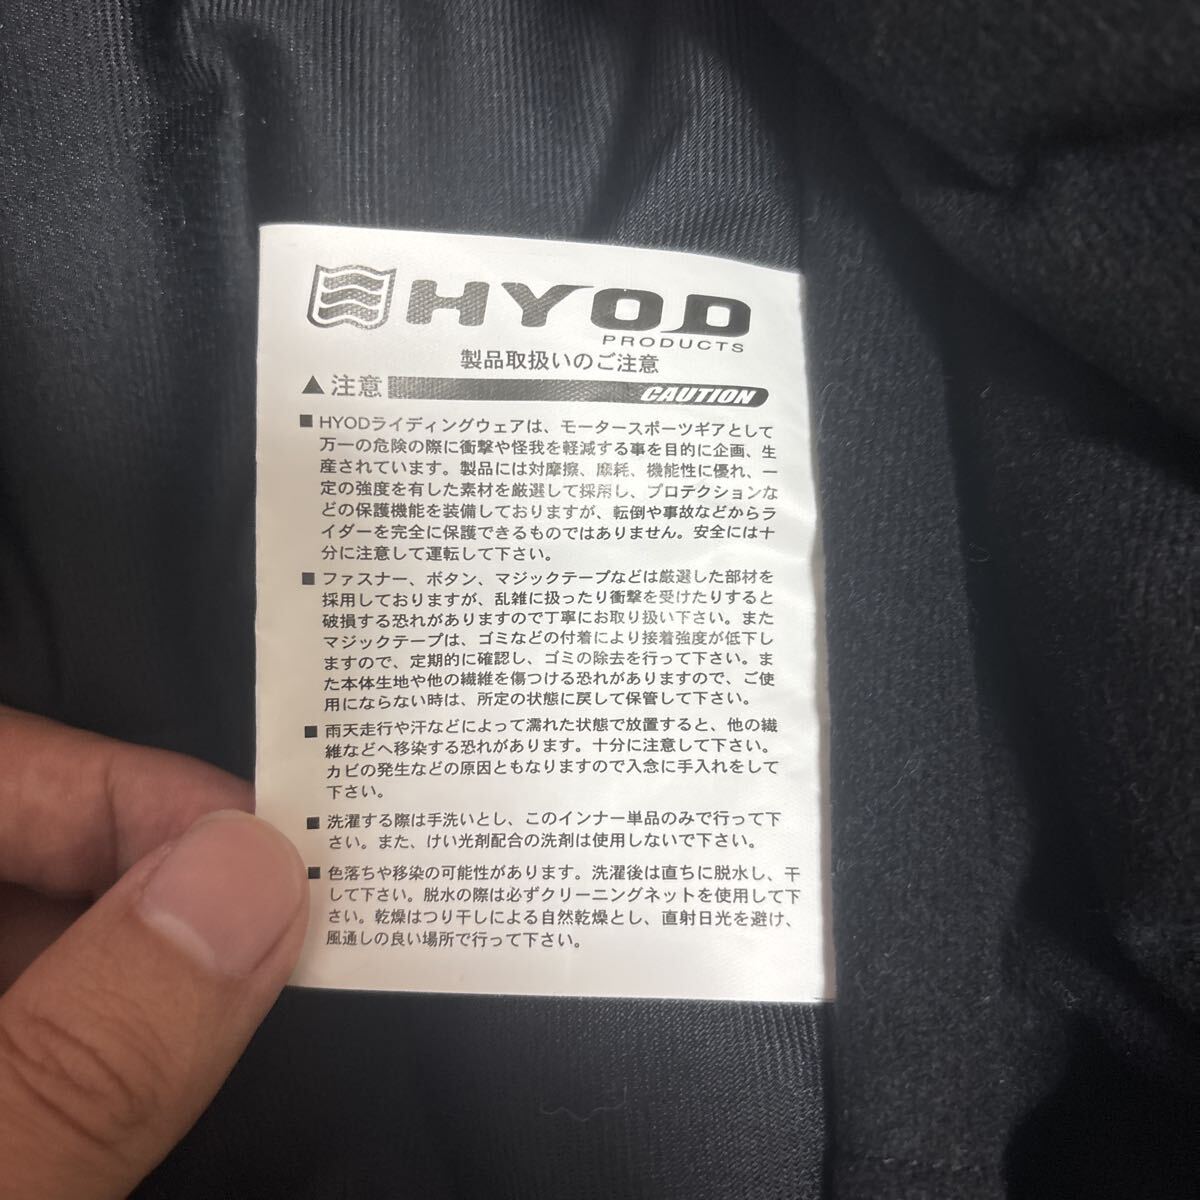 HYOD
PRODUCTS
製品取扱いのご注意
▲注意 CAUTION
■ HYODライディングウェアは、モータースポーツギアとして
万一の危険の際に衝撃や怪我を軽減する事を目的に企画、生
産されています。製品には対摩擦、磨耗、機能性に優れ、一
定の強度を有した素材を厳選して採用し、プロテクションな
どの保護機能を装備しておりますが、転倒や事故などからラ
イダーを完全に保護できるものではありません。安全には十
分に注意して運転して下さい。
■ ファスナー、ボタン、マジックテープなどは厳選した部材を
採用しておりますが、乱雑に扱ったり衝撃を受けたりすると
破損する恐れがありますので丁寧にお取り扱い下さい。また
マジックテープは、ゴミなどの付着により接着強度が低下し
ますので、定期的に確認し、ゴミの除去を行って下さい。ま
た本体生地や他の繊維を傷つける恐れがありますので、ご使
用にならない時は、所定の状態に戻して保管して下さい。
■ 雨天走行や汗などによって濡れた状態で放置すると、他の繊
維などへ移染する恐れがあります。十分に注意して下さい。
カビの発生などの原因ともなりますので入念に手入れをして
下さい。
■ 洗濯する際は手洗いとし、このインナー単品のみで行って下
さい。また、けい光剤配合の洗剤は使用しないで下さい。
■ 色落ちや移染の可能性があります。洗濯後は直ちに脱水し、干
して下さい。脱水の際は必ずクリーニングネットを使用して下
さい。乾燥はつり干しによる自然乾燥とし、直射日光を避け、
風通しの良い場所で行って下さい。